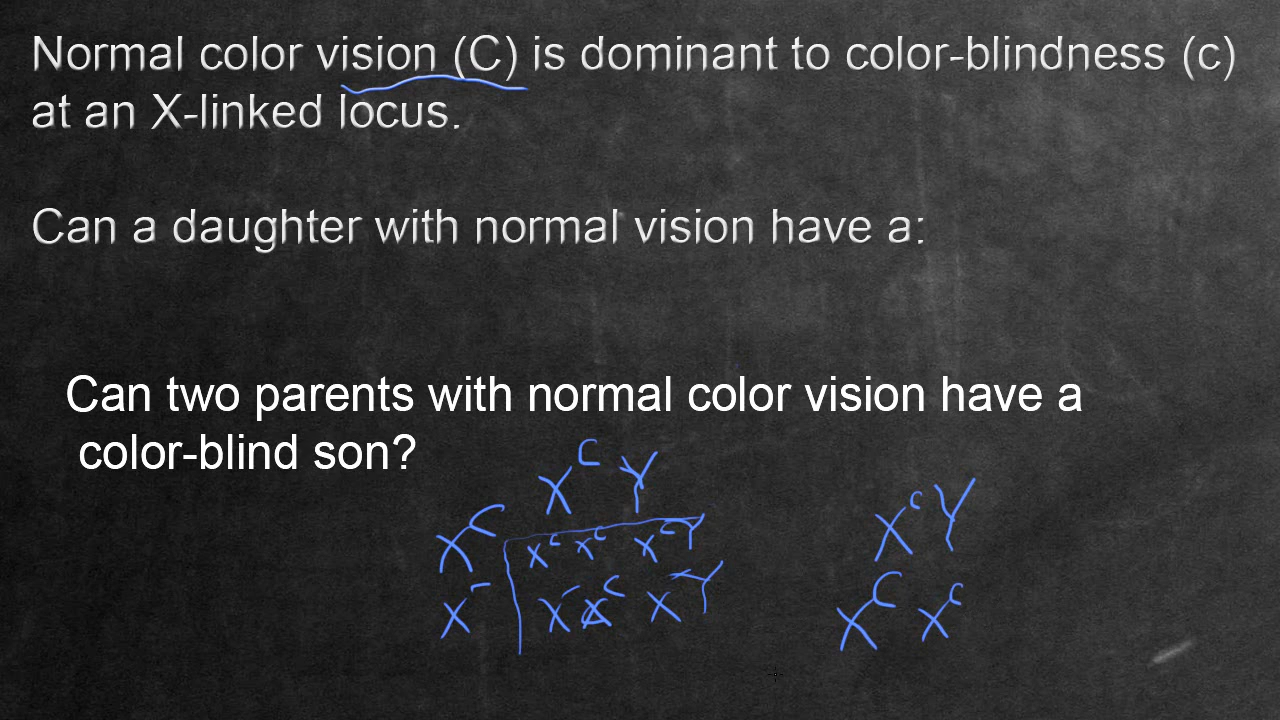 Normal color vision (C) is dominant to color-blindness (c)
at an X-linked locus.
Can a daughter with normal vision have a:
Can two parents with normal color vision have a
color-blind son?
X^C Y
X^C X^c X^c X^C Y X^c Y
X^- X^- X^C X^- Y X^C X^c